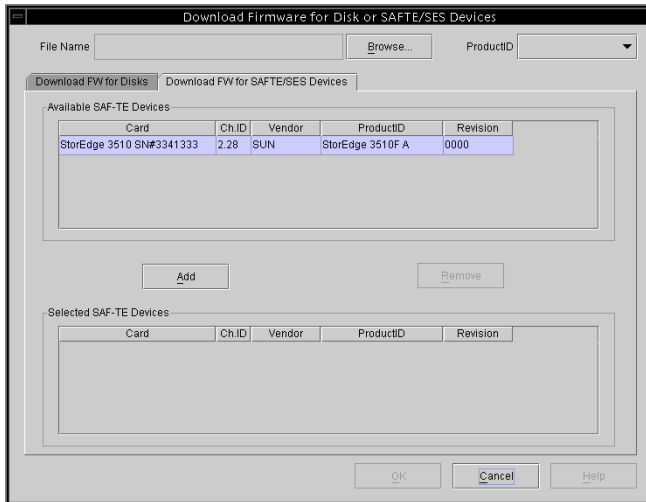 Download Firmware for Disk or SAFTE/SES Devices
File Name Browse... ProductID
Download FW for Disks Download FW for SAFTE/SES Devices
Available SAF-TE Devices
Card Ch.ID Vendor ProductID Revision
StorEdge 3510 SN#3341333 2.28 SUN StorEdge 3510F A 0000
Add Remove
Selected SAF-TE Devices
Card Ch.ID Vendor ProductID Revision
OK Cancel Help